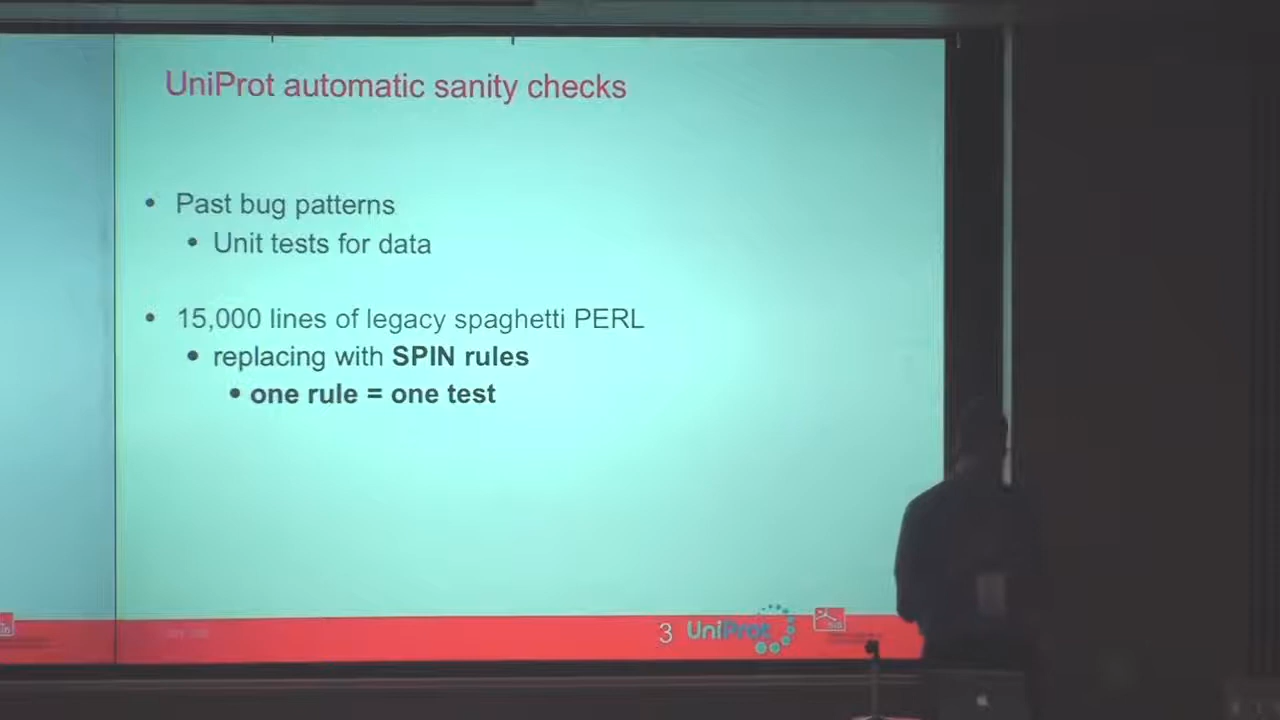 UniProt automatic sanity checks
• Past bug patterns
• Unit tests for data
• 15,000 lines of legacy spaghetti PERL
• replacing with SPIN rules
• one rule = one test
3 UniProt